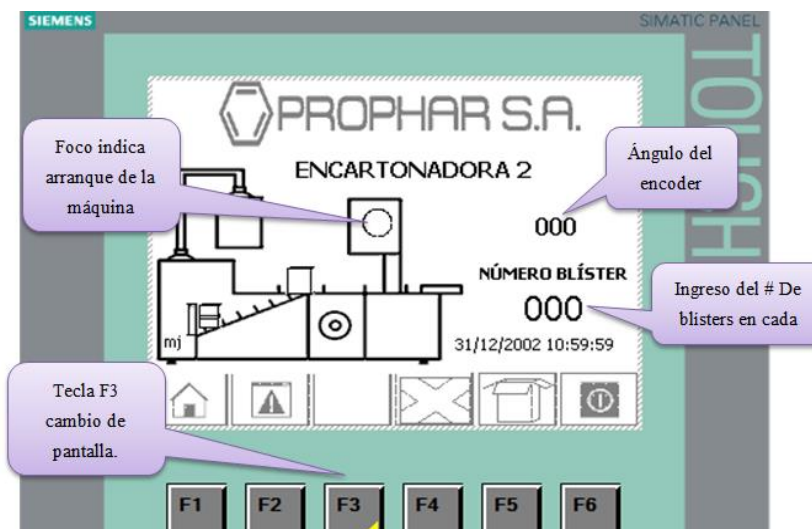 SIEMENS
SIMATIC PANEL
TOUCH
PROPHAR S.A.
Foco indica
arranque de la
máquina
ENCARTONADORA 2
Ángulo del
encoder
000
NÚMERO BLÍSTER
000
Ingreso del # De
blisters en cada
mj
31/12/2002 10:59:59
Tecla F3
cambio de
pantalla.
F1
F2
F3
F4
F5
F6